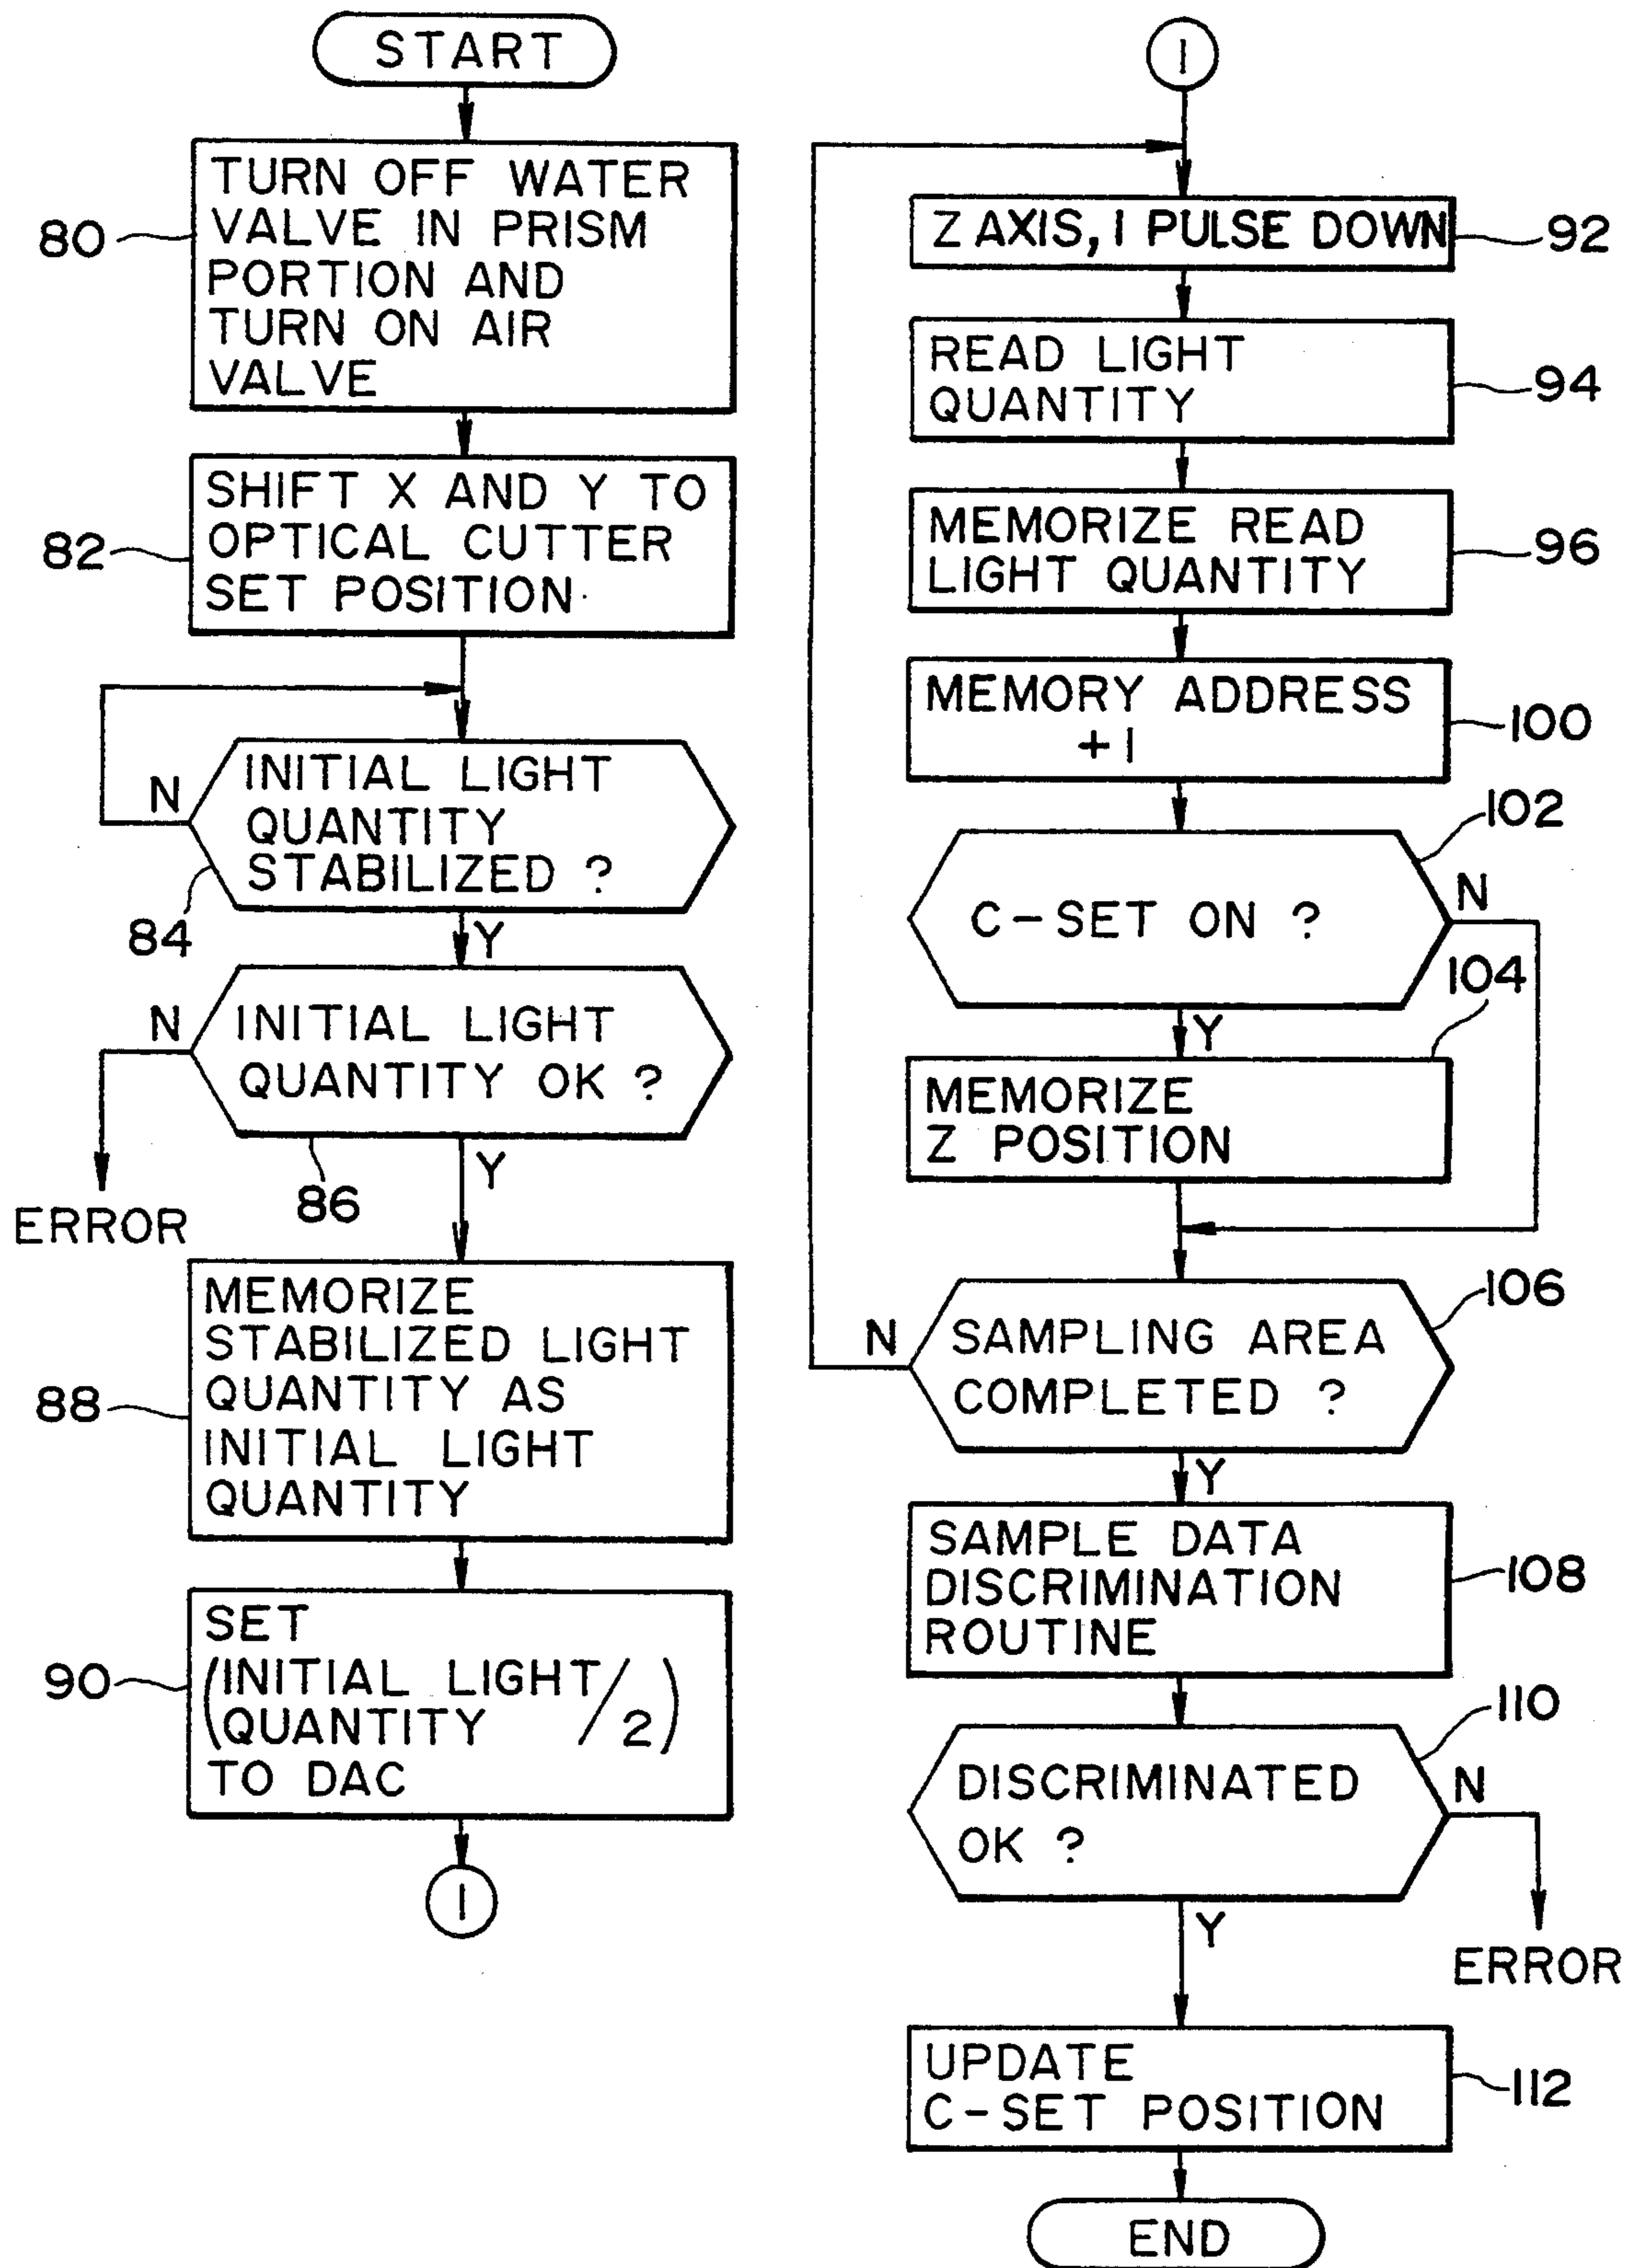 START
80
TURN OFF WATER
VALVE IN PRISM
PORTION AND
TURN ON AIR
VALVE
82
SHIFT X AND Y TO
OPTICAL CUTTER
SET POSITION
N
INITIAL LIGHT
QUANTITY
STABILIZED ?
84
Y
N
INITIAL LIGHT
QUANTITY OK ?
86
Y
ERROR
88
MEMORIZE
STABILIZED LIGHT
QUANTITY AS
INITIAL LIGHT
QUANTITY
90
SET
(INITIAL LIGHT
QUANTITY /2)
TO DAC
1
1
Z AXIS, 1 PULSE DOWN
92
READ LIGHT
QUANTITY
94
MEMORIZE READ
LIGHT QUANTITY
96
MEMORY ADDRESS
+1
100
102
C-SET ON ?
N
Y
104
MEMORIZE
Z POSITION
106
N
SAMPLING AREA
COMPLETED ?
Y
SAMPLE DATA
DISCRIMINATION
ROUTINE
108
110
DISCRIMINATED
OK ?
N
Y
ERROR
UPDATE
C-SET POSITION
112
END